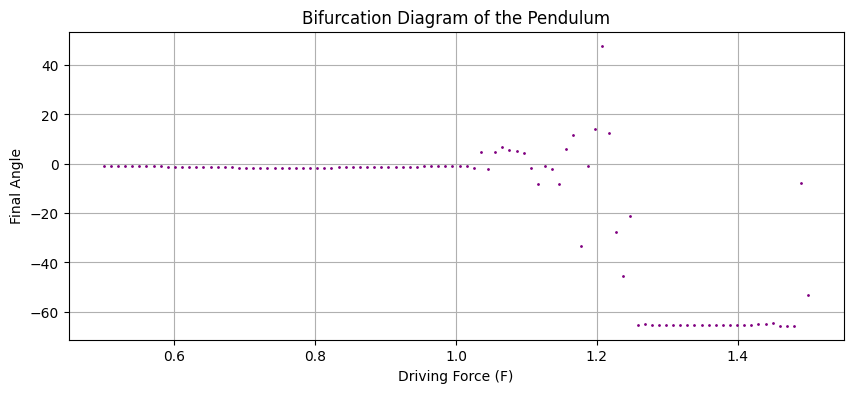 Bifurcation Diagram of the Pendulum
Final Angle
40
20
0
−20
−40
−60
0.6 0.8 1.0 1.2 1.4
Driving Force (F)